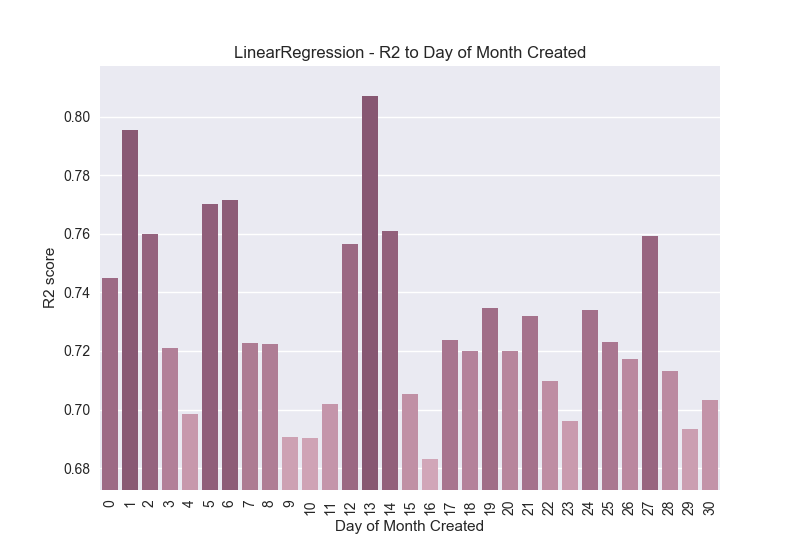 LinearRegression - R2 to Day of Month Created
0.80
0.78
0.76
0.74
0.72
0.70
0.68
R2 score
0 1 2 3 4 5 6 7 8 9 10 11 12 13 14 15 16 17 18 19 20 21 22 23 24 25 26 27 28 29 30
Day of Month Created